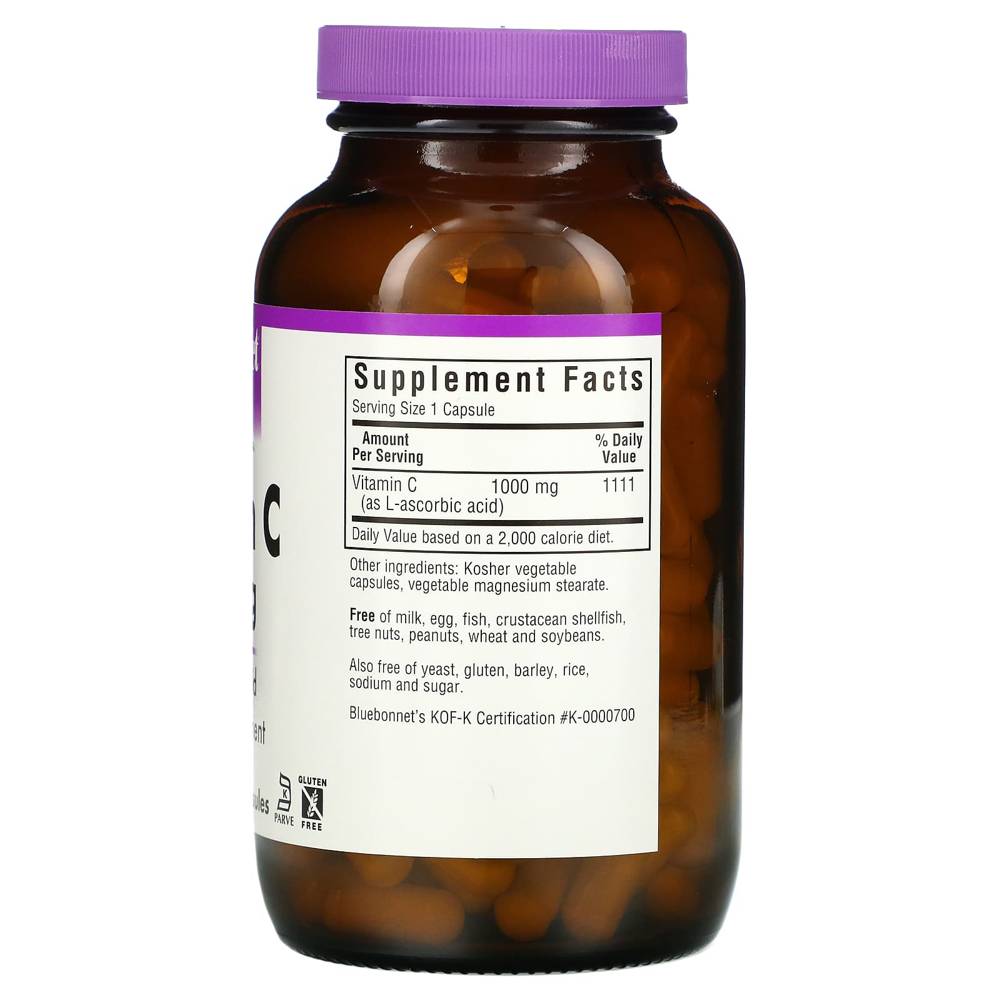 C
Supplement Facts
Serving Size 1 Capsule
Amount
Per Serving
% Daily
Value
Vitamin C 1000 mg 1111
(as L-ascorbic acid)
Daily Value based on a 2,000 calorie diet.
Other ingredients: Kosher vegetable
capsules, vegetable magnesium stearate.
Free of milk, egg, fish, crustacean shellfish,
tree nuts, peanuts, wheat and soybeans.
Also free of yeast, gluten, barley, rice,
sodium and sugar.
Bluebonnet's KOF-K Certification #K-0000700
K
PARVE
GLUTEN
FREE